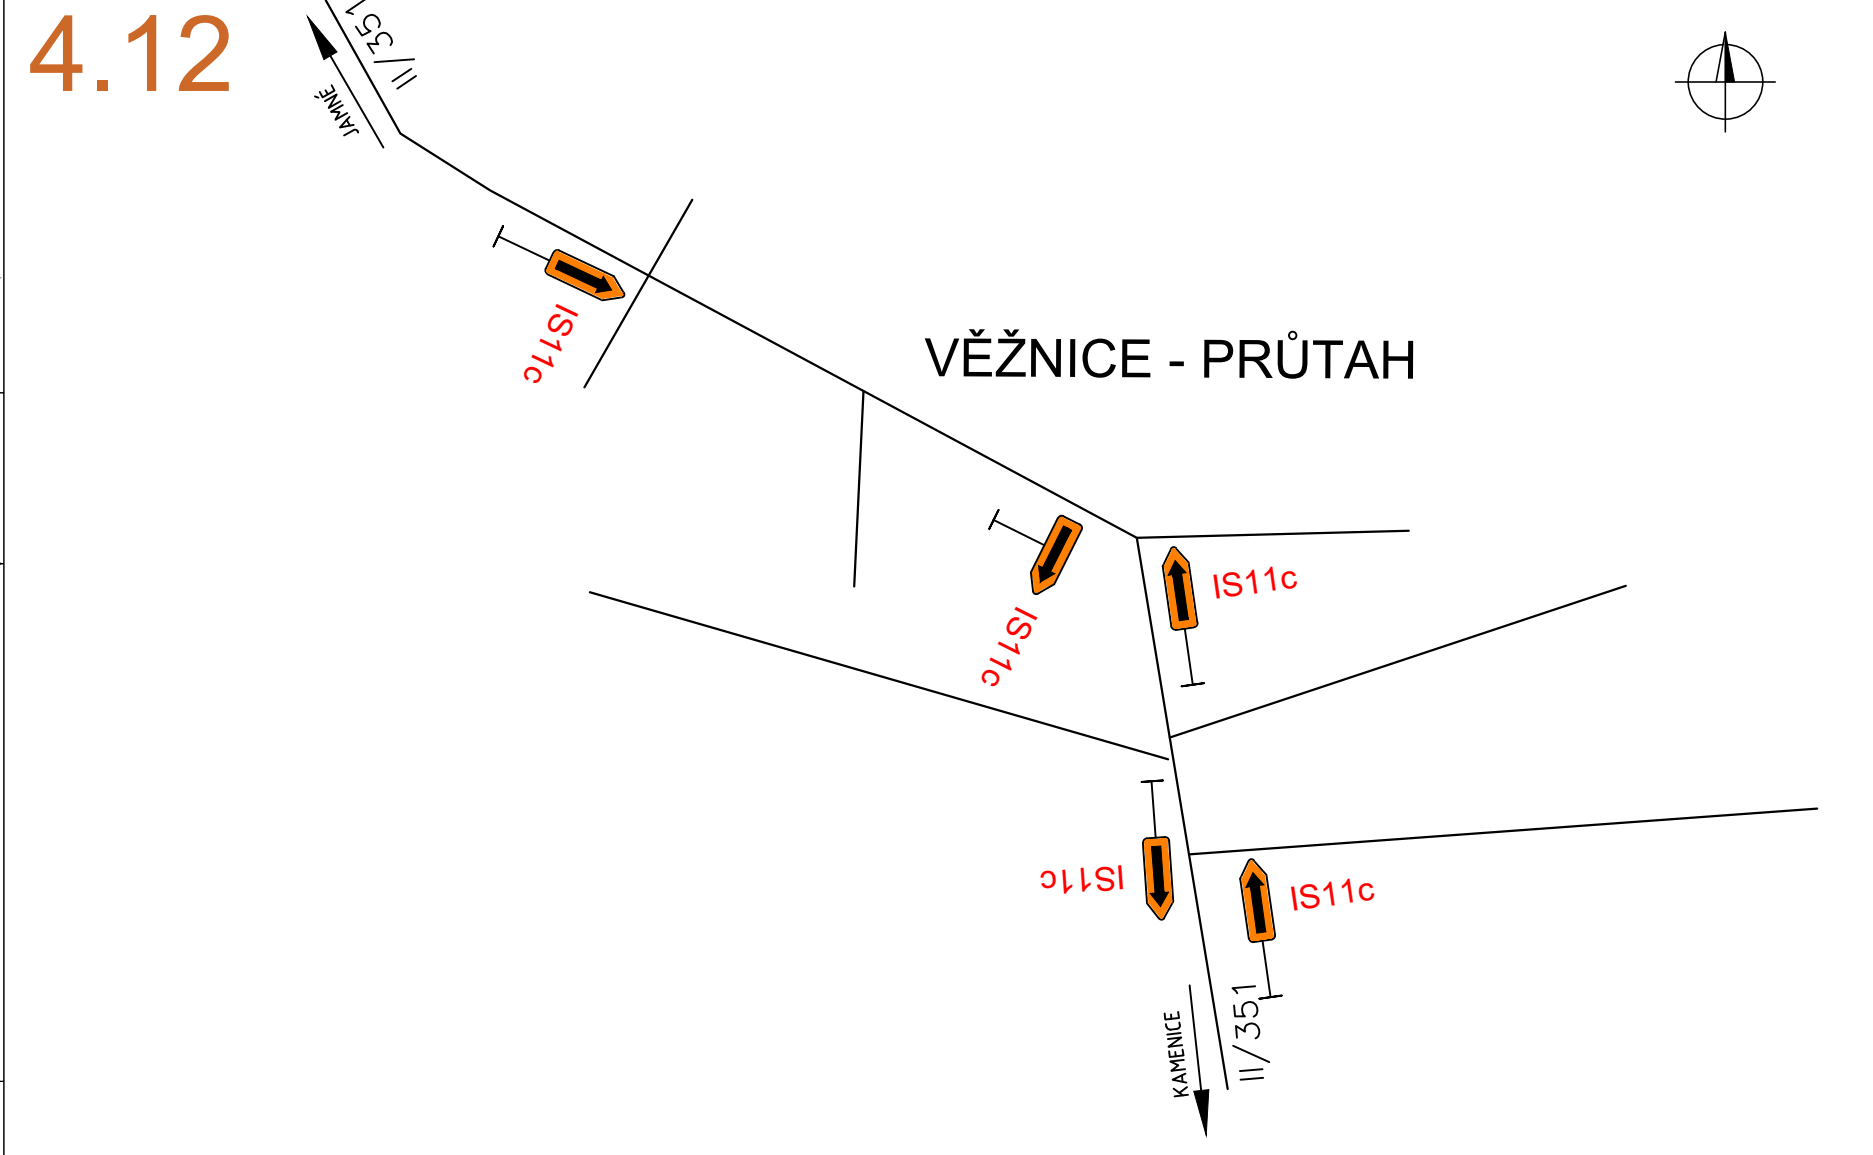 4.12
II/351
JAMNÉ
IS11c
VĚŽNICE - PRŮTAH
IS11c
IS11c
IS11c
IS11c
KAMENICE
II/351